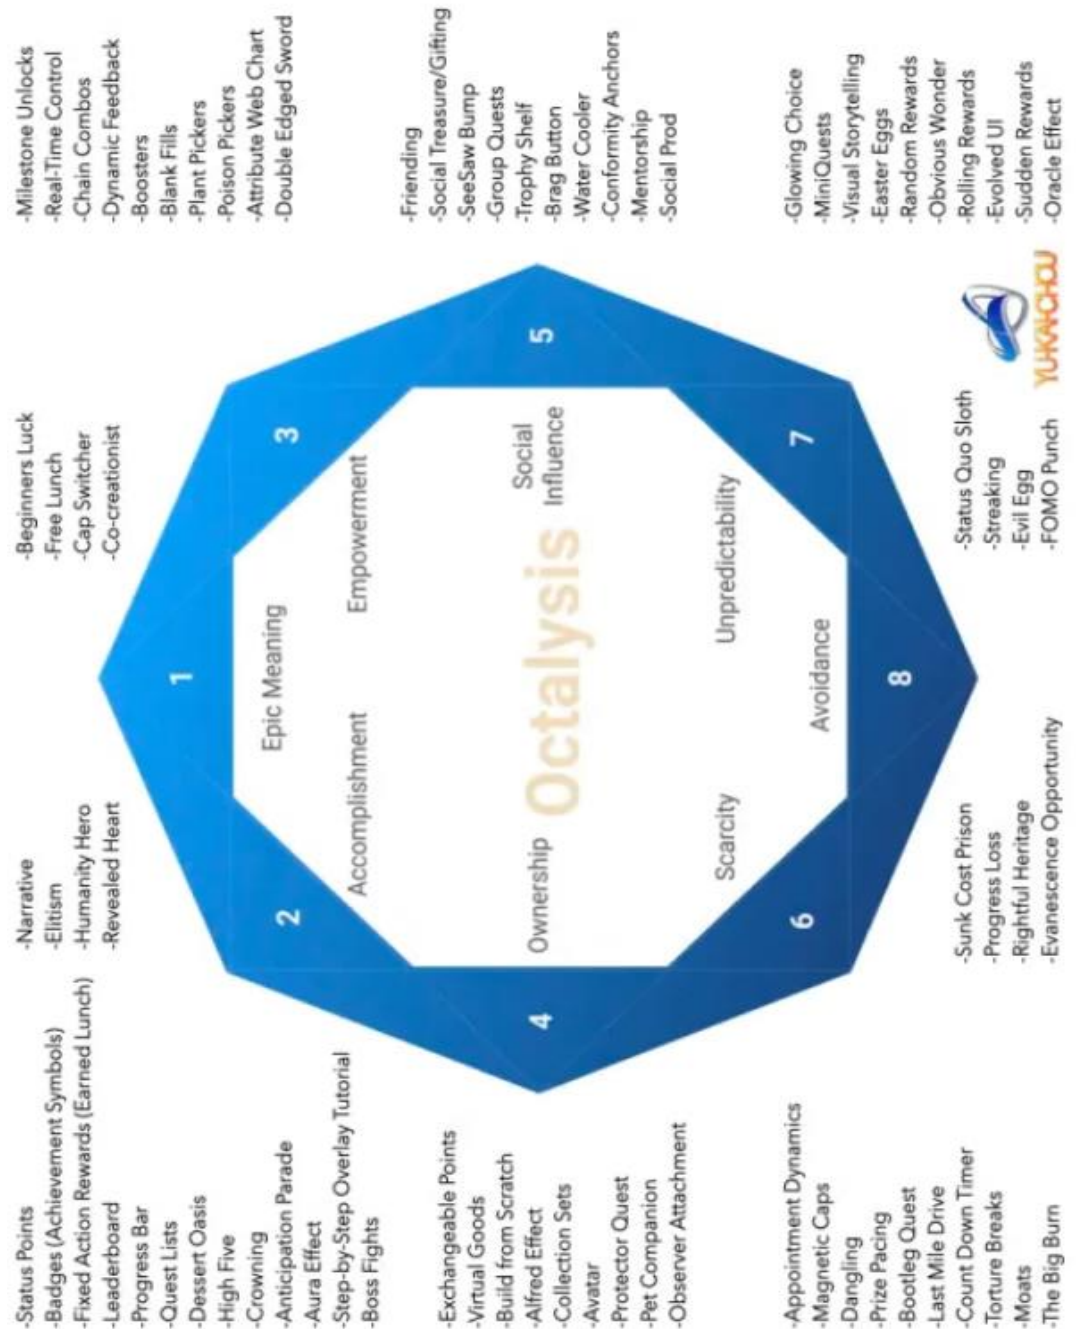 -Status Points
-Badges (Achievement Symbols)
-Fixed Action Rewards (Earned Lunch)
-Leaderboard
-Progress Bar
-Quest Lists
-Dessert Oasis
-High Five
-Crowning
-Anticipation Parade
-Aura Effect
-Step-by-Step Overlay Tutorial
-Boss Fights
-Narrative
-Elitism
-Humanity Hero
-Revealed Heart
-Beginners Luck
-Free Lunch
-Cap Switcher
-Co-creationist
-Milestone Unlocks
-Real-Time Control
-Chain Combos
-Dynamic Feedback
-Boosters
-Blank Fills
-Plant Pickers
-Poison Pickers
-Attribute Web Chart
-Double Edged Sword
1
Epic Meaning
2
Accomplishment
3
Empowerment
4
Ownership
Octalysis
5
Social
Influence
6
Scarcity
7
Unpredictability
8
Avoidance
-Exchangeable Points
-Virtual Goods
-Build from Scratch
-Alfred Effect
-Collection Sets
-Avatar
-Protector Quest
-Pet Companion
-Observer Attachment
-Friending
-Social Treasure/Gifting
-SeeSaw Bump
-Group Quests
-Trophy Shelf
-Brag Button
-Water Cooler
-Conformity Anchors
-Mentorship
-Social Prod
-Appointment Dynamics
-Magnetic Caps
-Dangling
-Prize Pacing
-Bootleg Quest
-Last Mile Drive
-Count Down Timer
-Torture Breaks
-Moats
-The Big Burn
-Sunk Cost Prison
-Progress Loss
-Rightful Heritage
-Evanescence Opportunity
-Status Quo Sloth
-Streaking
-Evil Egg
-FOMO Punch
-Glowing Choice
-MiniQuests
-Visual Storytelling
-Easter Eggs
-Random Rewards
-Obvious Wonder
-Rolling Rewards
-Evolved UI
-Sudden Rewards
-Oracle Effect
YU-KAI CHOU